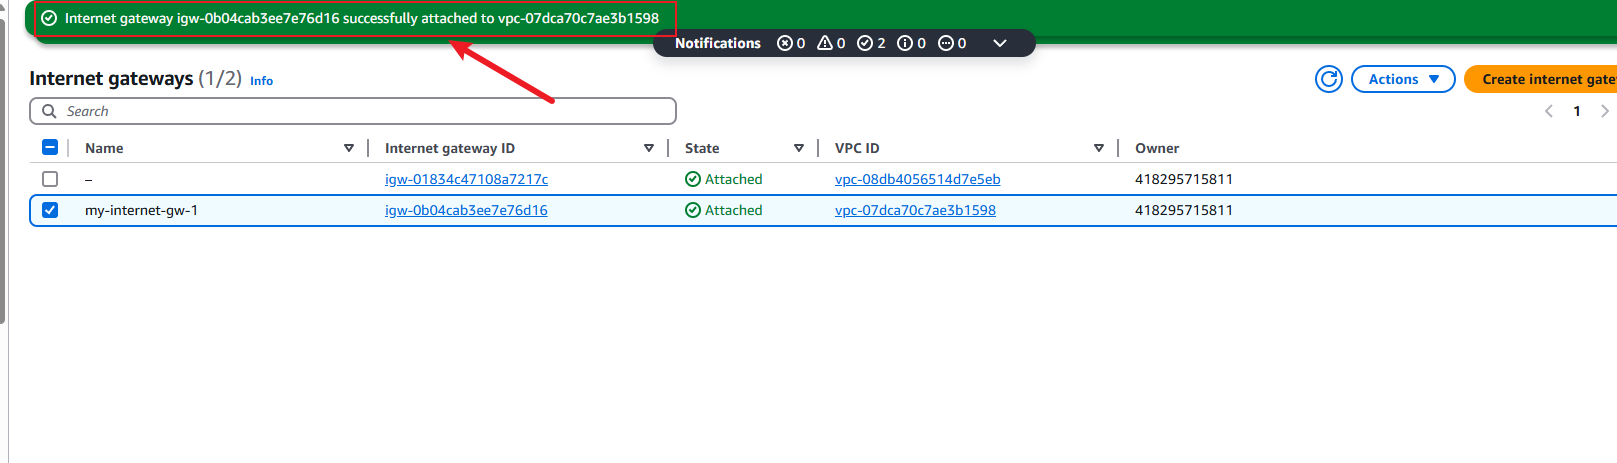 Internet gateway igw-0b04cab3ee7e76d16 successfully attached to vpc-07dca70c7ae3b1598
Notifications 0 0 2 0 0
Internet gateways (1/2) Info
Actions
Create internet gate
Search
1
Name Internet gateway ID State VPC ID Owner
– igw-01834c47108a7217c Attached vpc-08db4056514d7e5eb 418295715811
my-internet-gw-1 igw-0b04cab3ee7e76d16 Attached vpc-07dca70c7ae3b1598 418295715811